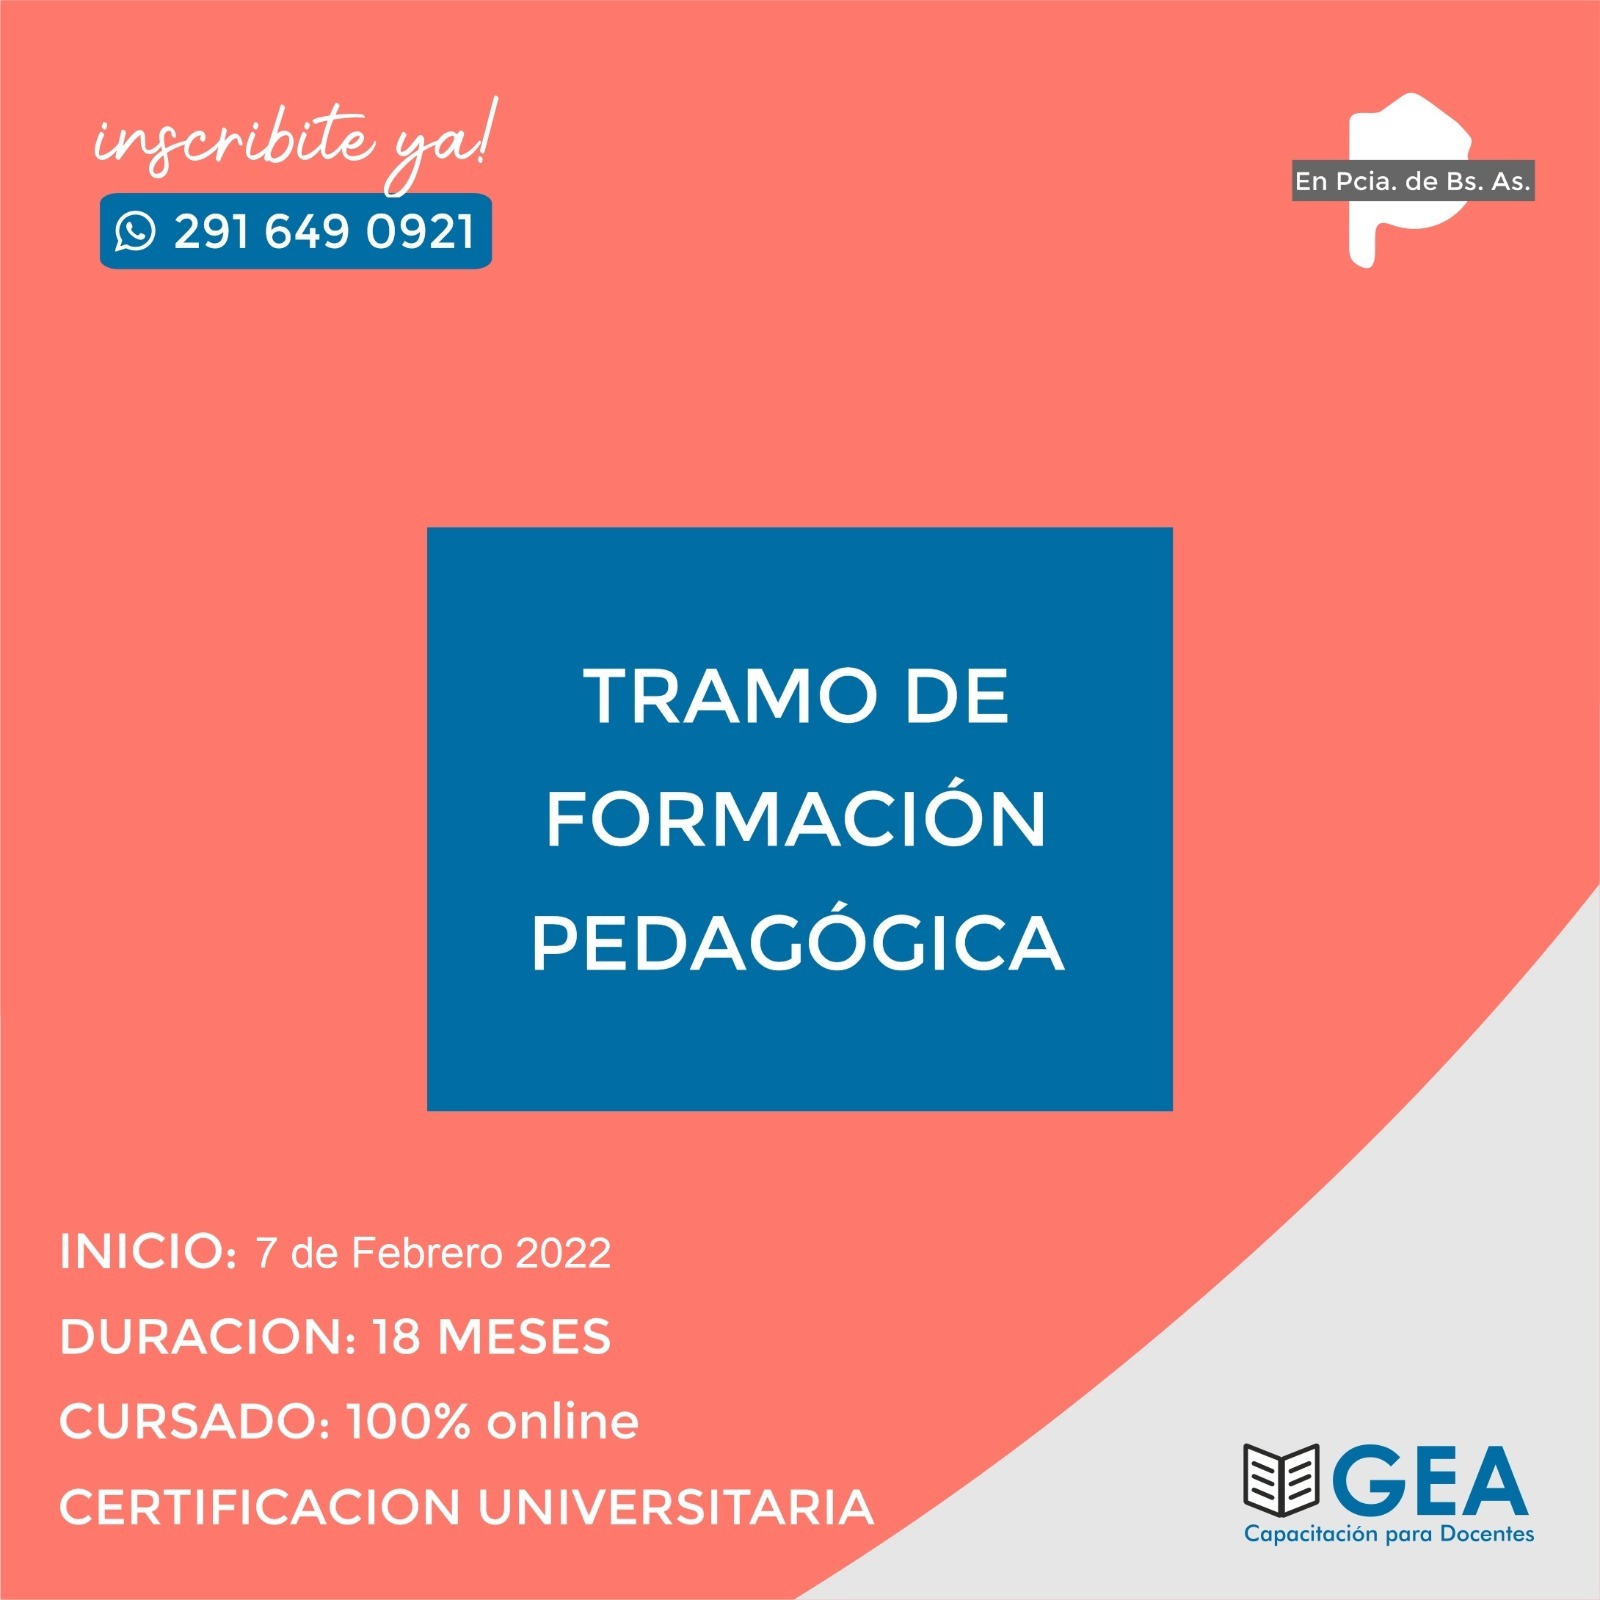 inscribite ya!
291 649 0921
En Pcia. de Bs. As.
TRAMO DE
FORMACIÓN
PEDAGÓGICA
INICIO: 7 de Febrero 2022
DURACION: 18 MESES
CURSADO: 100% online
CERTIFICACION UNIVERSITARIA
GEA
Capacitación para Docentes